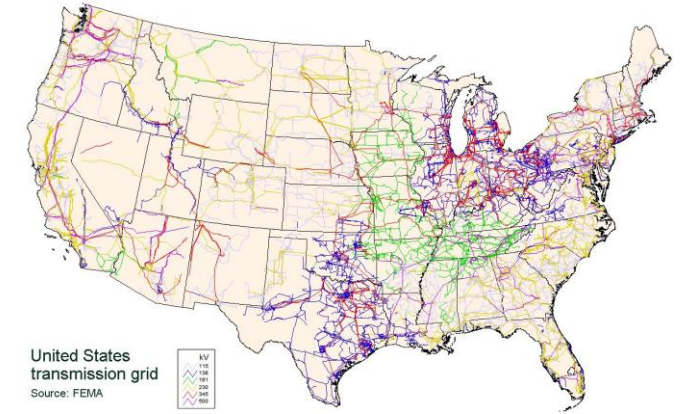 United States
transmission grid
Source: FEMA
kV
115
138
161
230
345
500